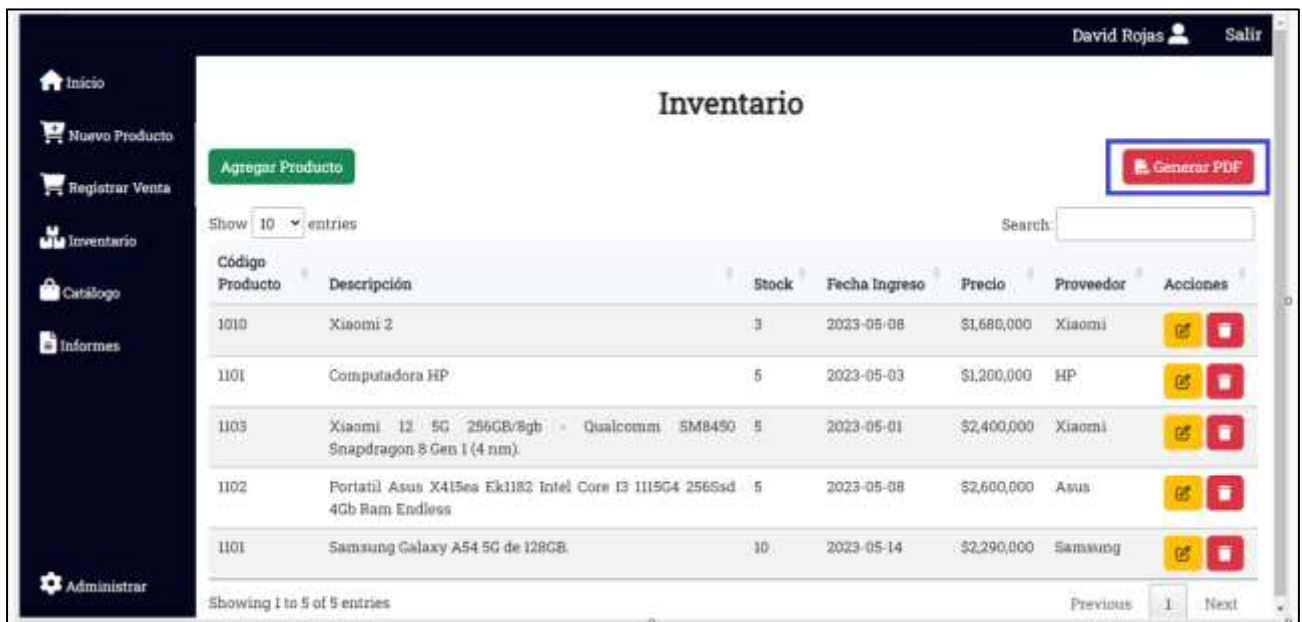 David Rojas Salir
Inicio
Nuevo Producto
Registrar Venta
Inventario
Catálogo
Informes
Administrar
Inventario
Agregar Producto Generar PDF
Show 10 entries Search:
Código
Producto Descripción Stock Fecha Ingreso Precio Proveedor Acciones
1010 Xiaomi 2 3 2023-05-08 $1,680,000 Xiaomi
1101 Computadora HP 5 2023-05-03 $1,200,000 HP
1103 Xiaomi 12 5G 256GB/8gb - Qualcomm SM8450 5 2023-05-01 $2,400,000 Xiaomi
Snapdragon 8 Gen 1 (4 nm).
1102 Portatil Asus X415ea Ek1182 Intel Core I3 1115G4 256Ssd 5 2023-05-08 $2,600,000 Asus
4Gb Ram Endless
1101 Samsung Galaxy A54 5G de 128GB. 10 2023-05-14 $2,290,000 Samsung
Showing 1 to 5 of 5 entries Previous 1 Next